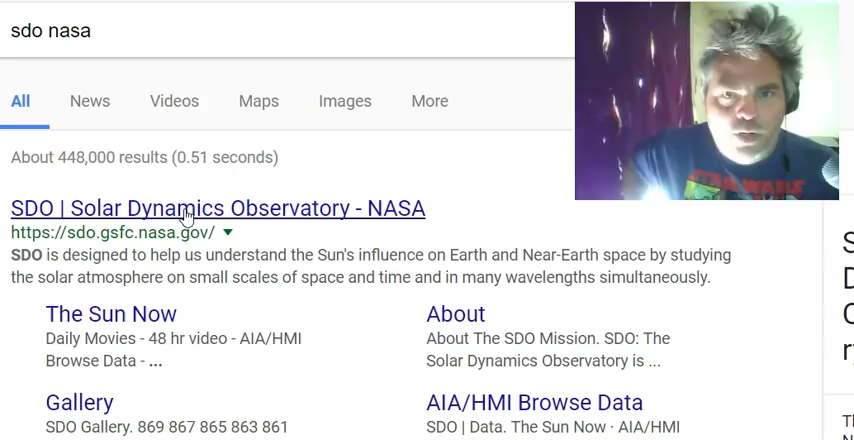 sdo nasa
All News Videos Maps Images More
About 448,000 results (0.51 seconds)
SDO | Solar Dynamics Observatory - NASA
https://sdo.gsfc.nasa.gov/
SDO is designed to help us understand the Sun's influence on Earth and Near-Earth space by studying
the solar atmosphere on small scales of space and time and in many wavelengths simultaneously.
The Sun Now
Daily Movies - 48 hr video - AIA/HMI
Browse Data - ...
About
About The SDO Mission. SDO: The
Solar Dynamics Observatory is ...
Gallery
SDO Gallery. 869 867 865 863 861
AIA/HMI Browse Data
SDO | Data. The Sun Now · AIA/HMI
STAR WARS